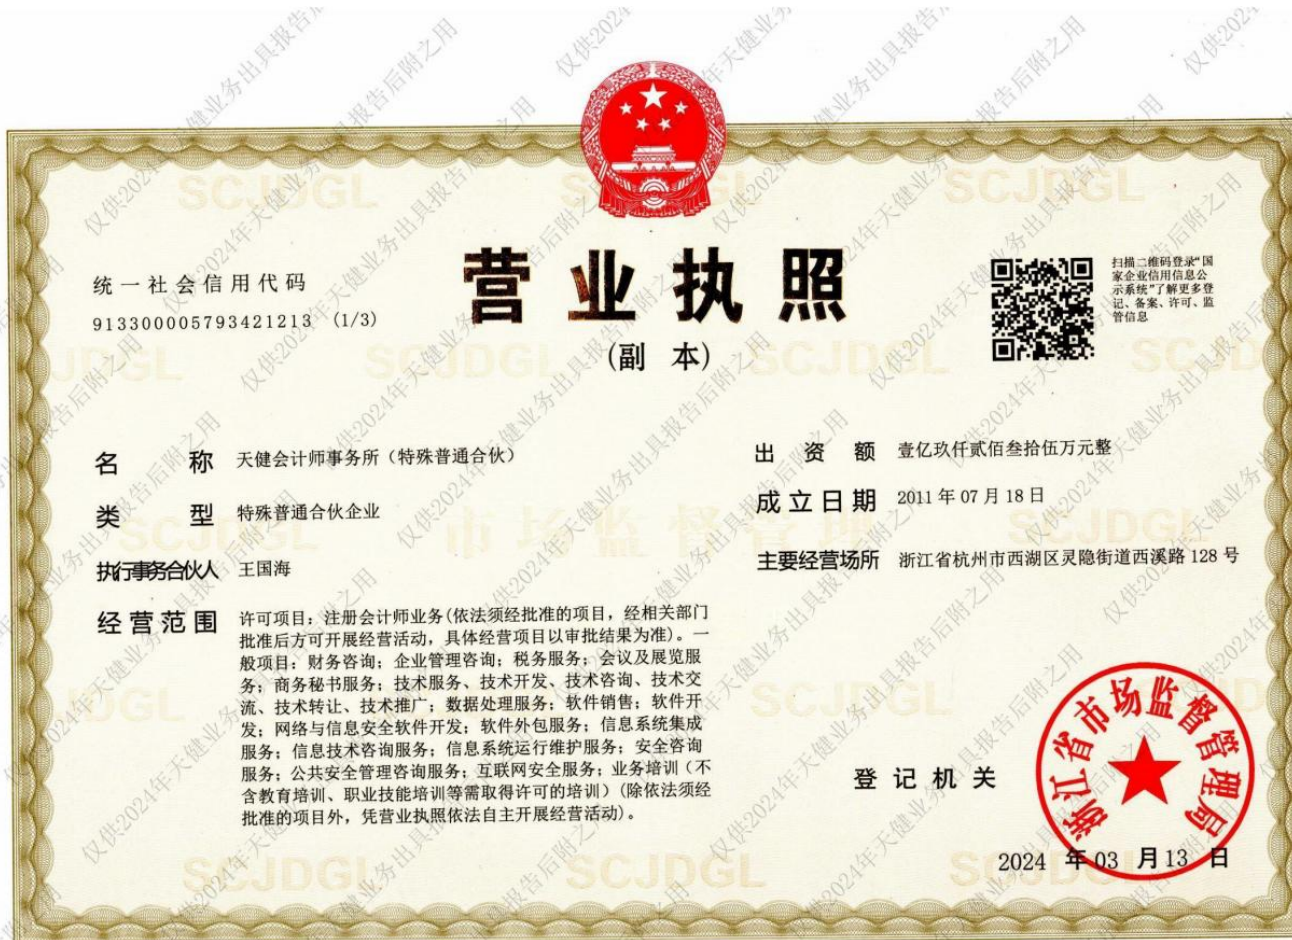 营业执照
(副 本)
统一社会信用代码
913300005793421213 (1/3)
扫描二维码登录“国
家企业信用信息公
示系统”了解更多登
记、备案、许可、监
管信息
名 称 天健会计师事务所（特殊普通合伙）
类 型 特殊普通合伙企业
执行事务合伙人 王国海
经营范围 许可项目：注册会计师业务(依法须经批准的项目，经相关部门
批准后方可开展经营活动，具体经营项目以审批结果为准)。一
般项目：财务咨询；企业管理咨询；税务服务；会议及展览服
务；商务秘书服务；技术服务、技术开发、技术咨询、技术交
流、技术转让、技术推广；数据处理服务；软件销售；软件开
发；网络与信息安全软件开发；软件外包服务；信息系统集成
服务；信息技术咨询服务；信息系统运行维护服务；安全咨询
服务；公共安全管理咨询服务；互联网安全服务；业务培训（不
含教育培训、职业技能培训等需取得许可的培训）(除依法须经
批准的项目外，凭营业执照依法自主开展经营活动)。
出 资 额 壹亿玖仟贰佰叁拾伍万元整
成立日期 2011 年 07 月 18 日
主要经营场所 浙江省杭州市西湖区灵隐街道西溪路 128 号
登记机关
浙江省市场监督管理局
2024 年 03 月 13 日
仅供2024年天健业务出具报告后附之用
SCJDGL
市场监督管理